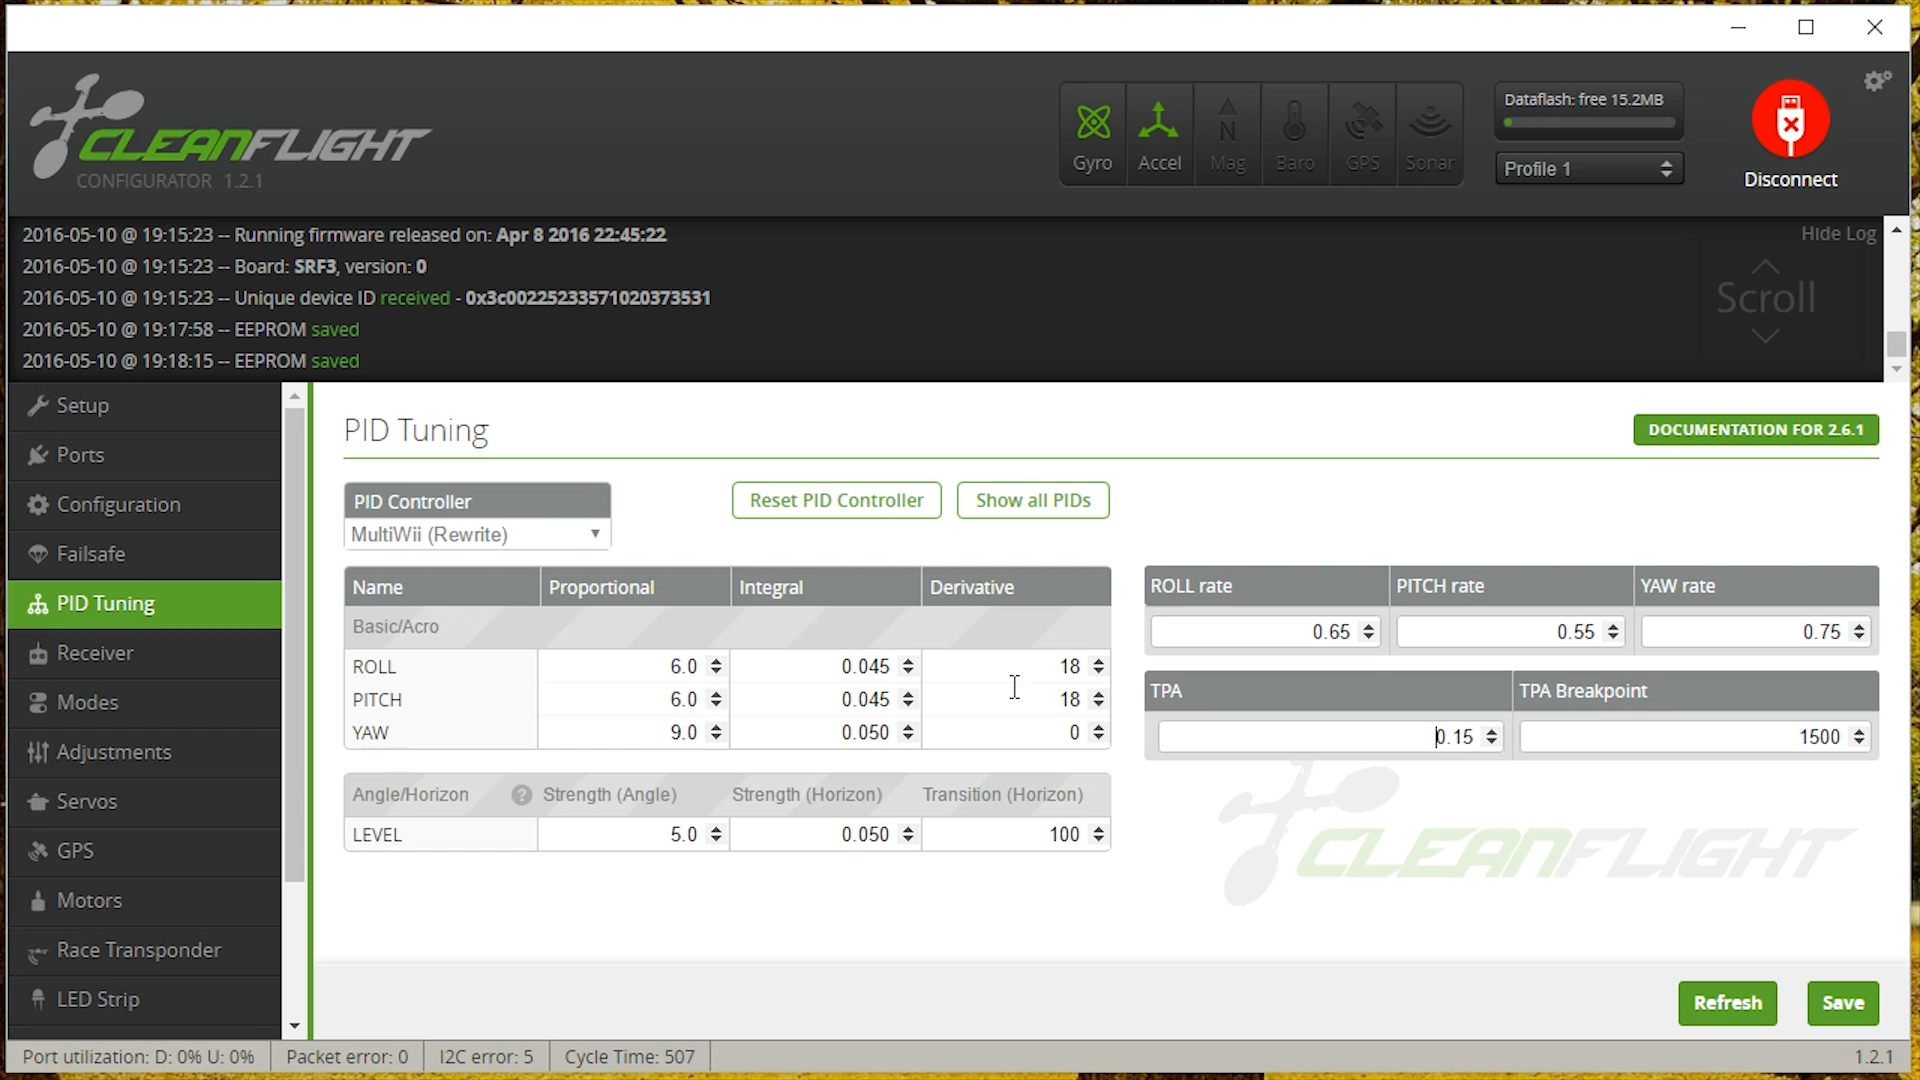 CLEANFLIGHT
CONFIGURATOR 1.2.1
Gyro Accel Mag Baro GPS Sonar
Dataflash: free 15.2MB
Profile 1
Disconnect
2016-05-10 @ 19:15:23 -- Running firmware released on: Apr 8 2016 22:45:22
2016-05-10 @ 19:15:23 -- Board: SRF3, version: 0
2016-05-10 @ 19:15:23 -- Unique device ID received - 0x3c00225233571020373531
2016-05-10 @ 19:17:58 -- EEPROM saved
2016-05-10 @ 19:18:15 -- EEPROM saved
Hide Log
Scroll
Setup
Ports
Configuration
Failsafe
PID Tuning
Receiver
Modes
Adjustments
Servos
GPS
Motors
Race Transponder
LED Strip
PID Tuning
DOCUMENTATION FOR 2.6.1
PID Controller
MultiWii (Rewrite)
Reset PID Controller
Show all PIDs
Name Proportional Integral Derivative
Basic/Acro
ROLL 6.0 0.045 18
PITCH 6.0 0.045 18
YAW 9.0 0.050 0
Angle/Horizon ? Strength (Angle) Strength (Horizon) Transition (Horizon)
LEVEL 5.0 0.050 100
ROLL rate PITCH rate YAW rate
0.65 0.55 0.75
TPA TPA Breakpoint
0.15 1500
CLEANFLIGHT
Refresh
Save
Port utilization: D: 0% U: 0% Packet error: 0 I2C error: 5 Cycle Time: 507 1.2.1